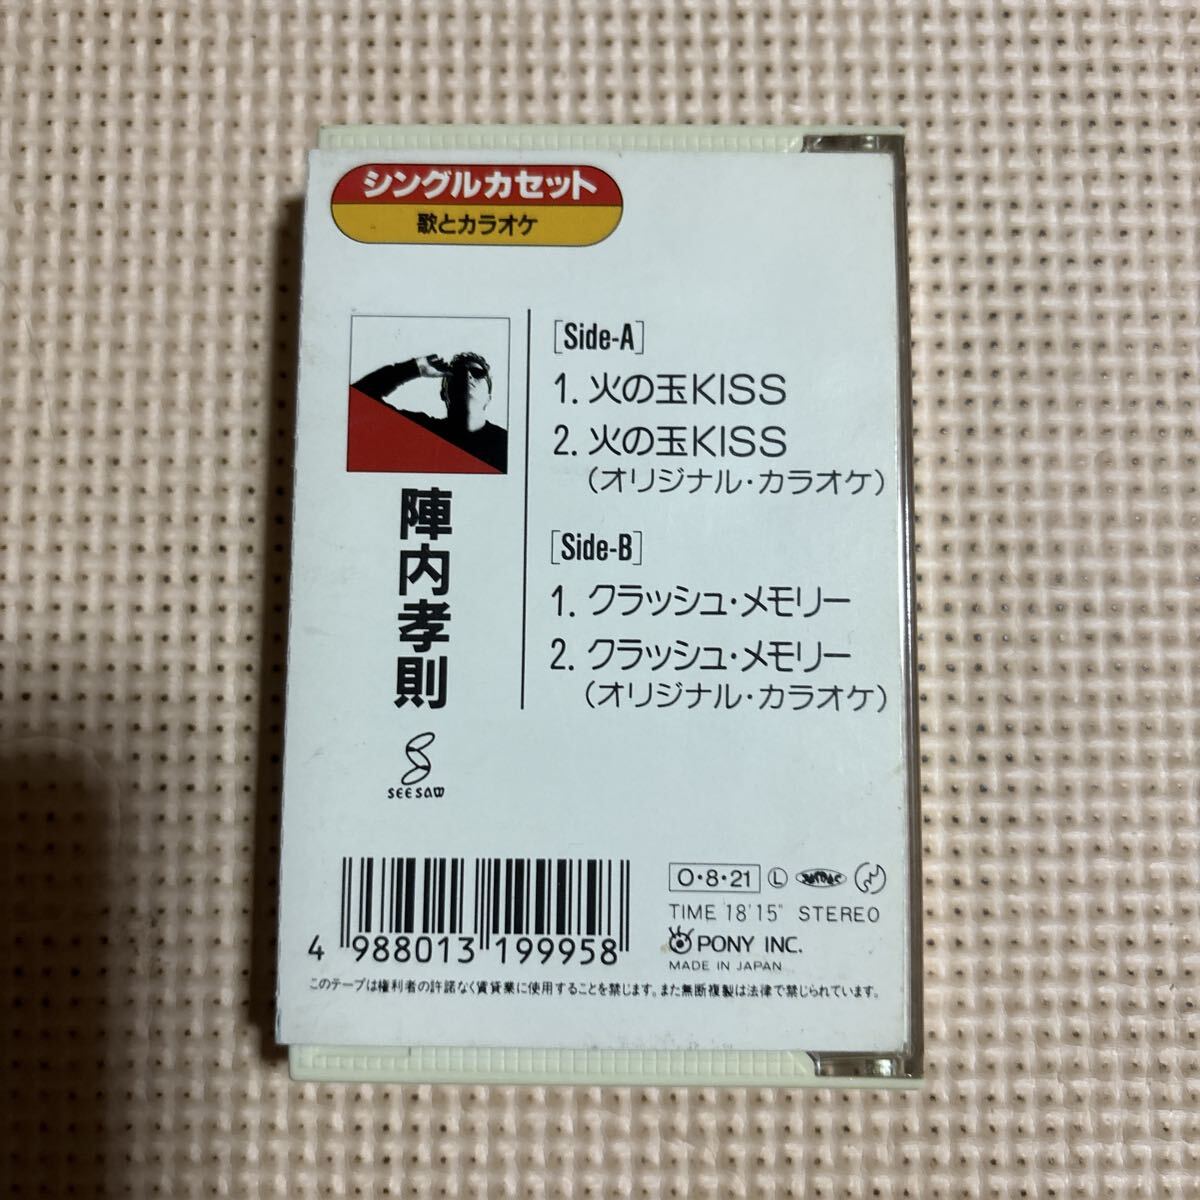 シングルカセット
歌とカラオケ
[Side-A]
1. 火の玉KISS
2. 火の玉KISS
(オリジナル・カラオケ)
[Side-B]
1. クラッシュ・メモリー
2. クラッシュ・メモリー
(オリジナル・カラオケ)
陣内孝則
SEE SAW
4 988013 199958
O・8・21 L
TIME 18'15" STEREO
PONY INC.
MADE IN JAPAN
このテープは権利者の許諾なく賃貸業に使用することを禁じます。また無断複製は法律で禁じられています。